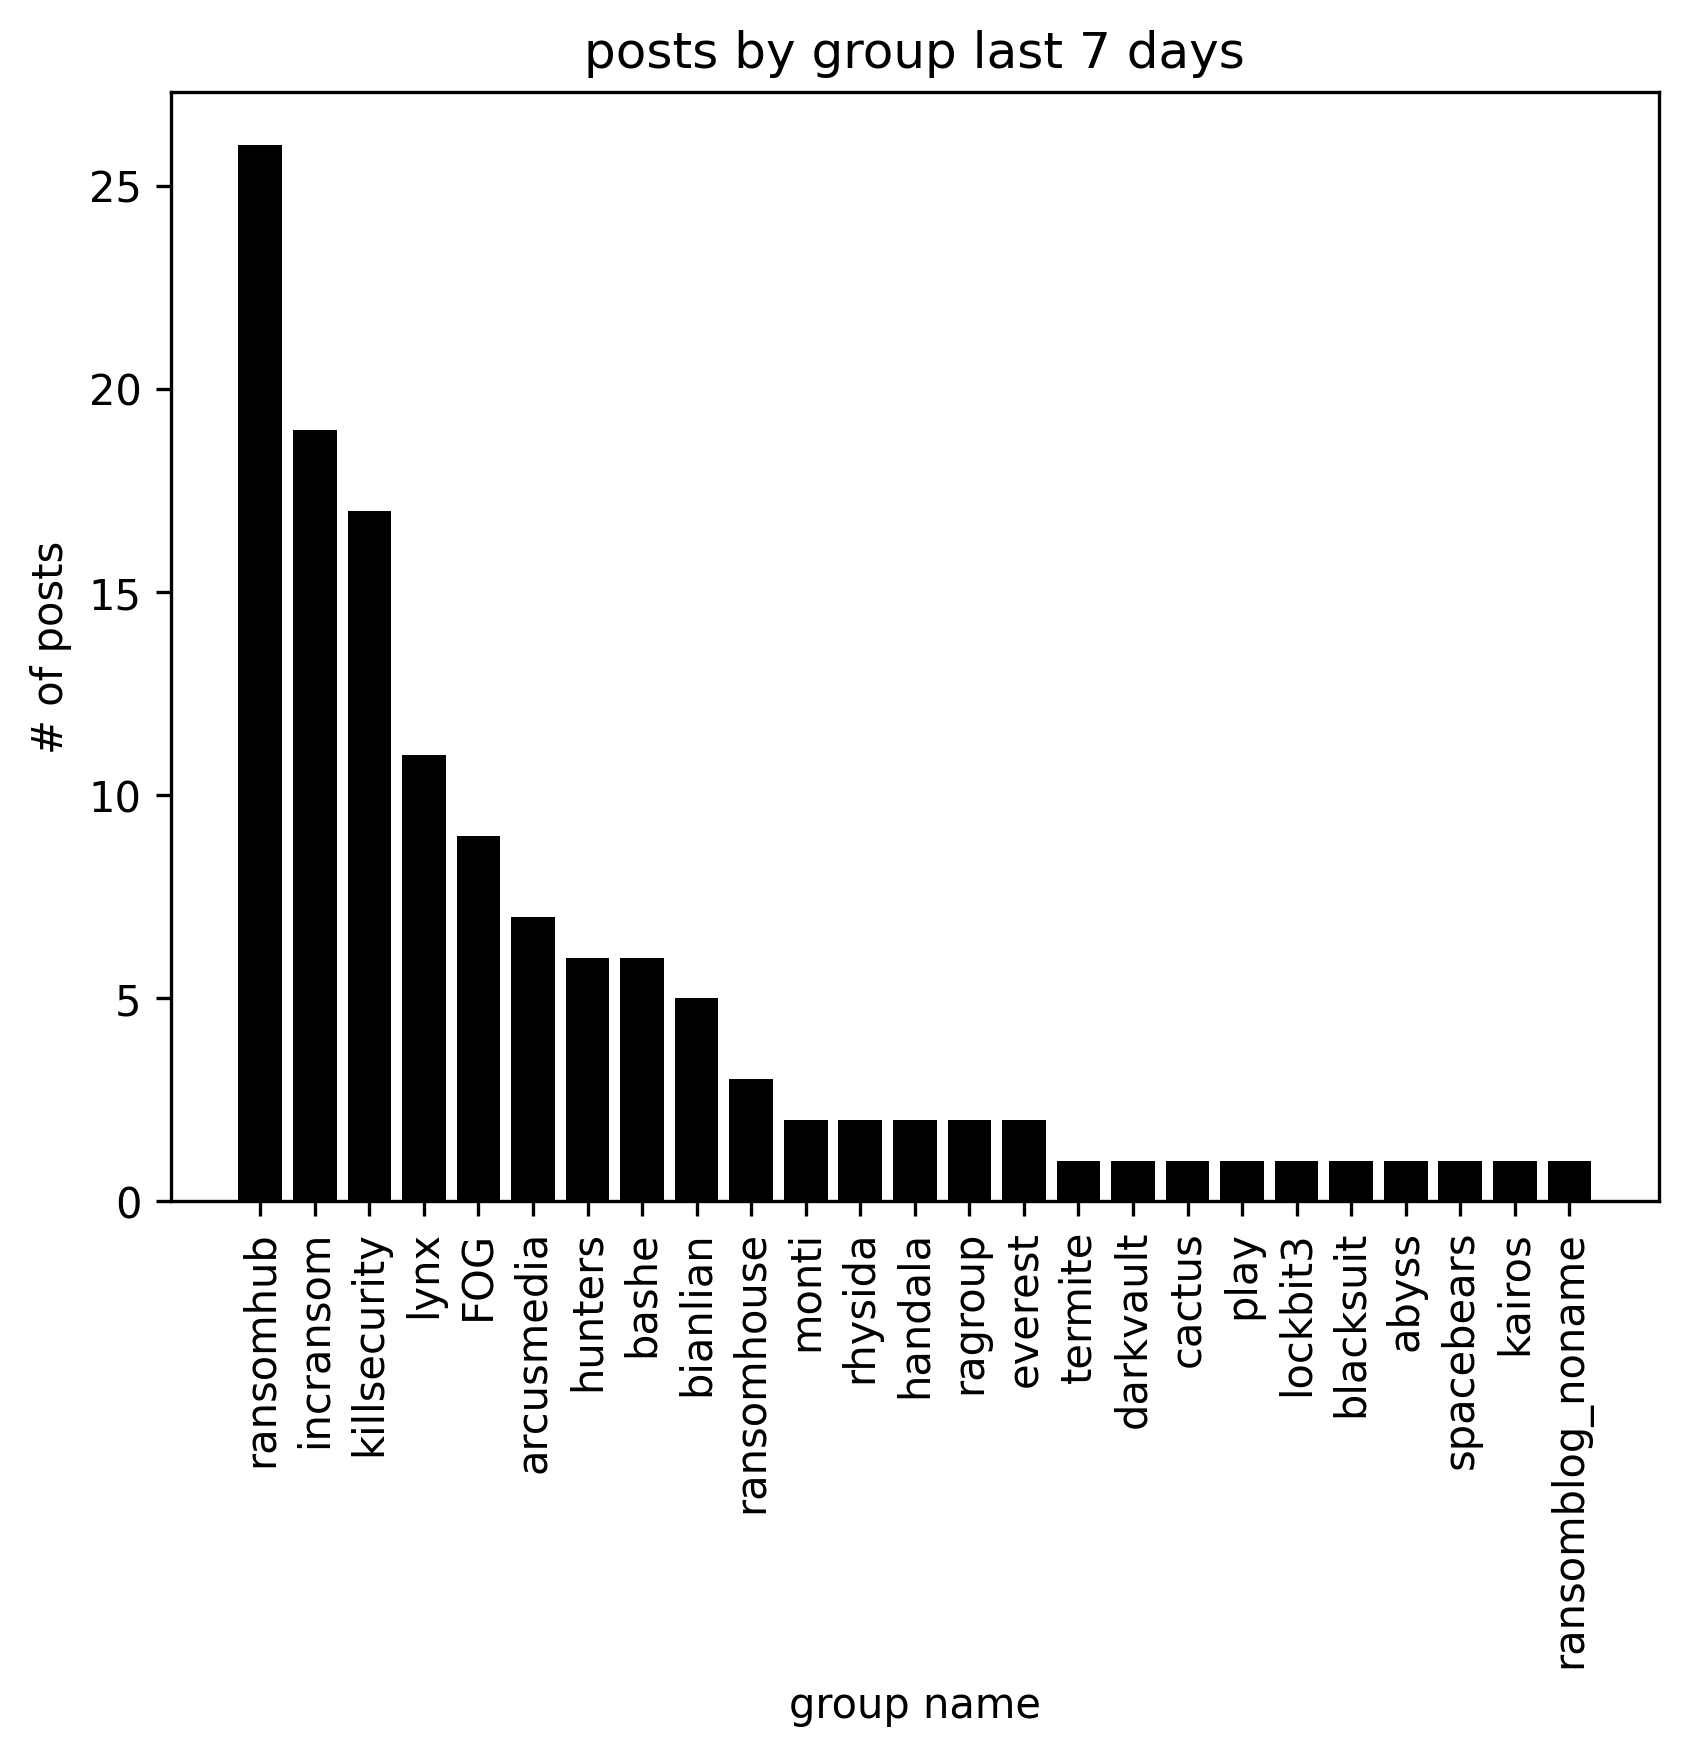 posts by group last 7 days
# of posts
25
20
15
10
5
0
ransomhub
incransom
killsecurity
lynx
FOG
arcusmedia
hunters
bashe
bianlian
ransomhouse
monti
rhysida
handala
ragroup
everest
termite
darkvault
cactus
play
lockbit3
blacksuit
abyss
spacebears
kairos
ransomblog_noname
group name